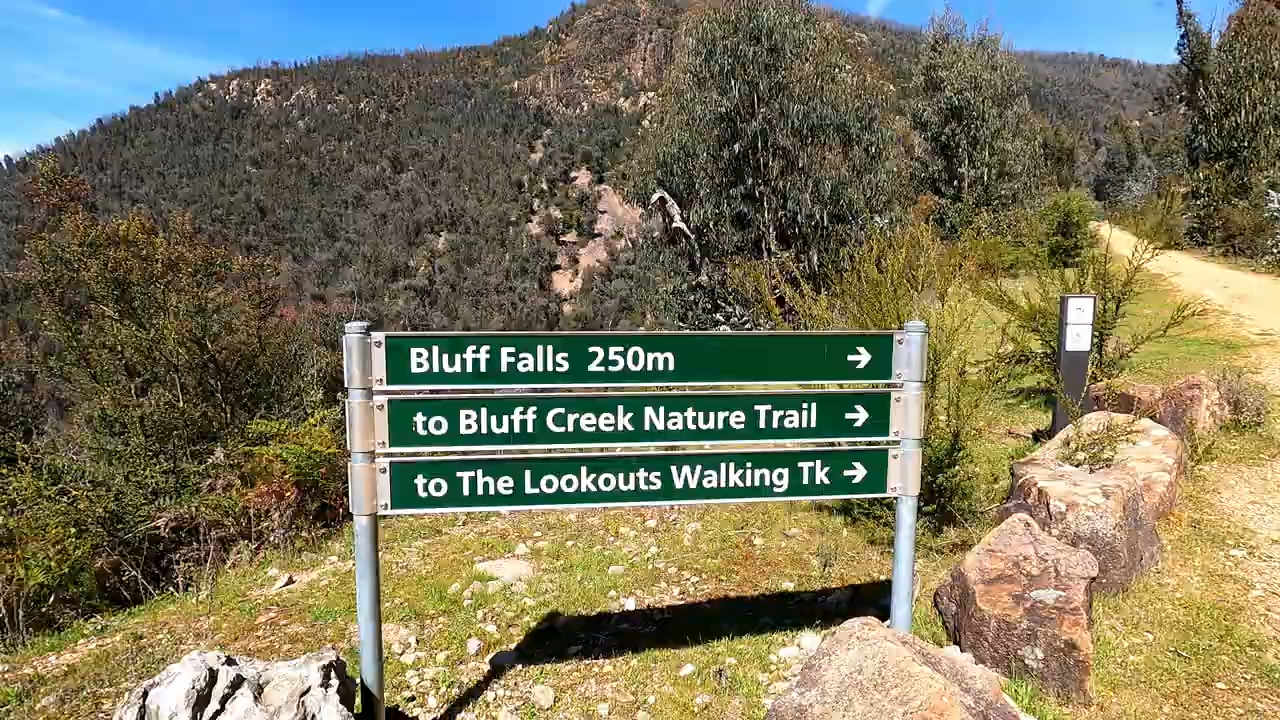 Bluff Falls 250m →
to Bluff Creek Nature Trail →
to The Lookouts Walking Tk →